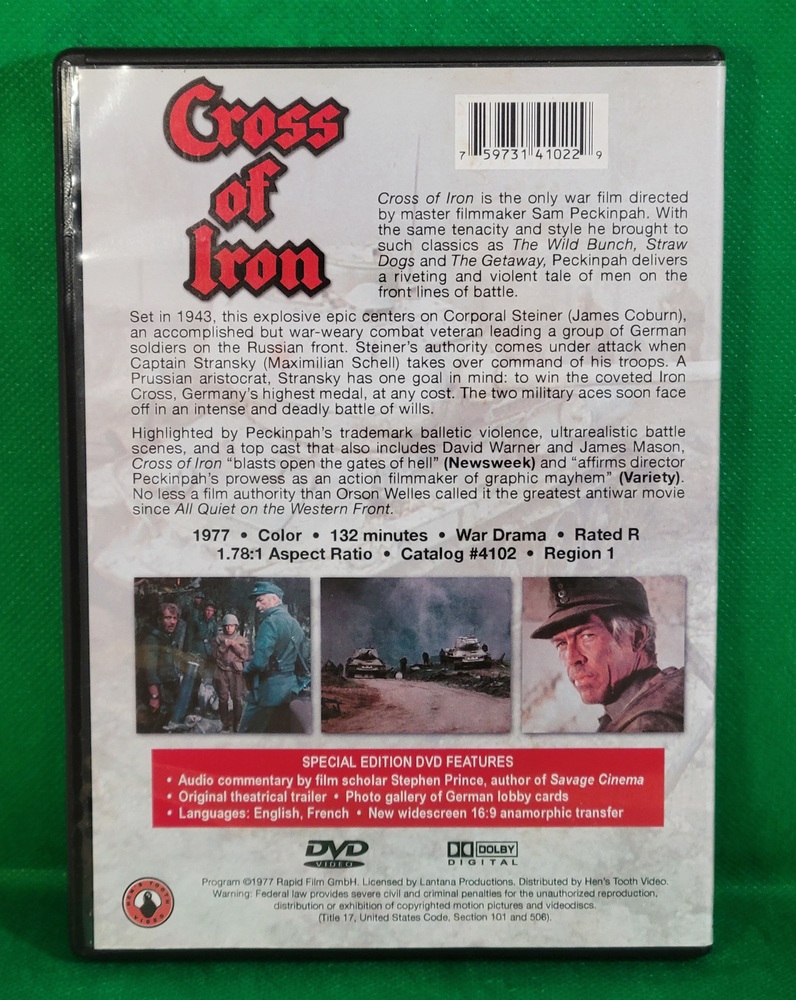 Cross
of
Iron
7 59731 41022 9
Cross of Iron is the only war film directed
by master filmmaker Sam Peckinpah. With
the same tenacity and style he brought to
such classics as The Wild Bunch, Straw
Dogs and The Getaway, Peckinpah delivers
a riveting and violent tale of men on the
front lines of battle.
Set in 1943, this explosive epic centers on Corporal Steiner (James Coburn),
an accomplished but war-weary combat veteran leading a group of German
soldiers on the Russian front. Steiner's authority comes under attack when
Captain Stransky (Maximilian Schell) takes over command of his troops. A
Prussian aristocrat, Stransky has one goal in mind: to win the coveted Iron
Cross, Germany's highest medal, at any cost. The two military aces soon face
off in an intense and deadly battle of wills.
Highlighted by Peckinpah's trademark balletic violence, ultrarealistic battle
scenes, and a top cast that also includes David Warner and James Mason,
Cross of Iron “blasts open the gates of hell” (Newsweek) and “affirms director
Peckinpah's prowess as an action filmmaker of graphic mayhem” (Variety).
No less a film authority than Orson Welles called it the greatest antiwar movie
since All Quiet on the Western Front.
1977 • Color • 132 minutes • War Drama • Rated R
1.78:1 Aspect Ratio • Catalog #4102 • Region 1
SPECIAL EDITION DVD FEATURES
• Audio commentary by film scholar Stephen Prince, author of Savage Cinema
• Original theatrical trailer • Photo gallery of German lobby cards
• Languages: English, French • New widescreen 16:9 anamorphic transfer
DVD VIDEO
DOLBY DIGITAL
HEN'S TOOTH VIDEO
Program ©1977 Rapid Film GmbH. Licensed by Lantana Productions. Distributed by Hen's Tooth Video.
Warning: Federal law provides severe civil and criminal penalties for the unauthorized reproduction,
distribution or exhibition of copyrighted motion pictures and videodiscs.
(Title 17, United States Code, Section 101 and 506).